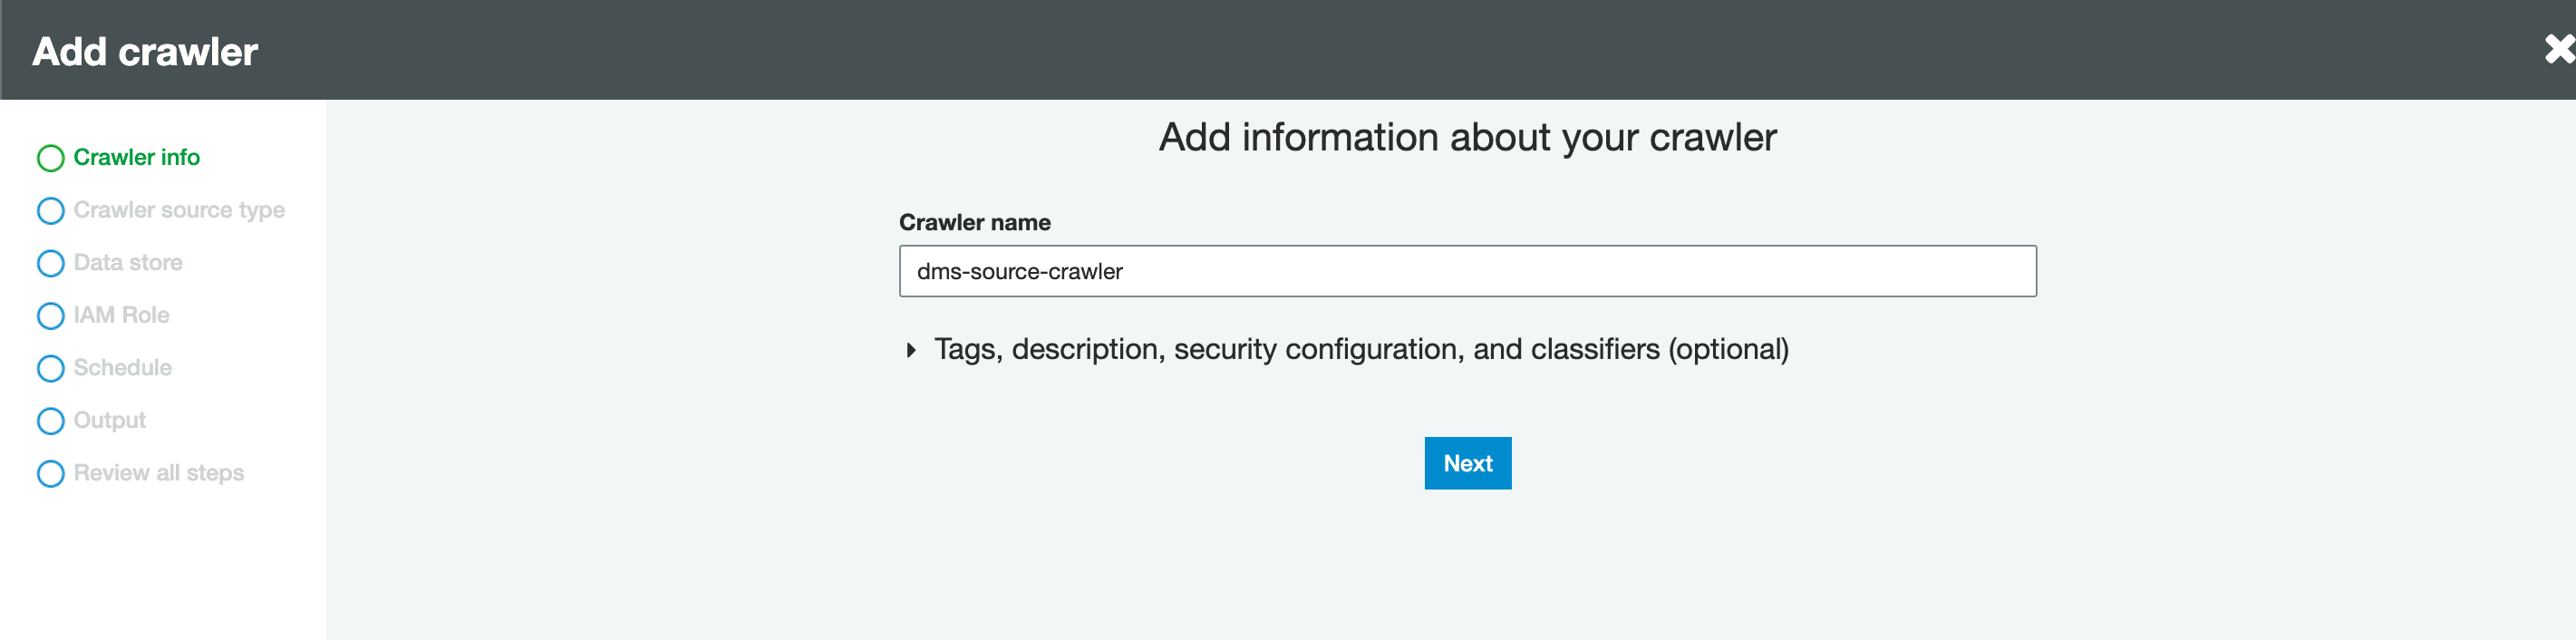 Add crawler
Crawler info
Crawler source type
Data store
IAM Role
Schedule
Output
Review all steps
Add information about your crawler
Crawler name
dms-source-crawler
Tags, description, security configuration, and classifiers (optional)
Next